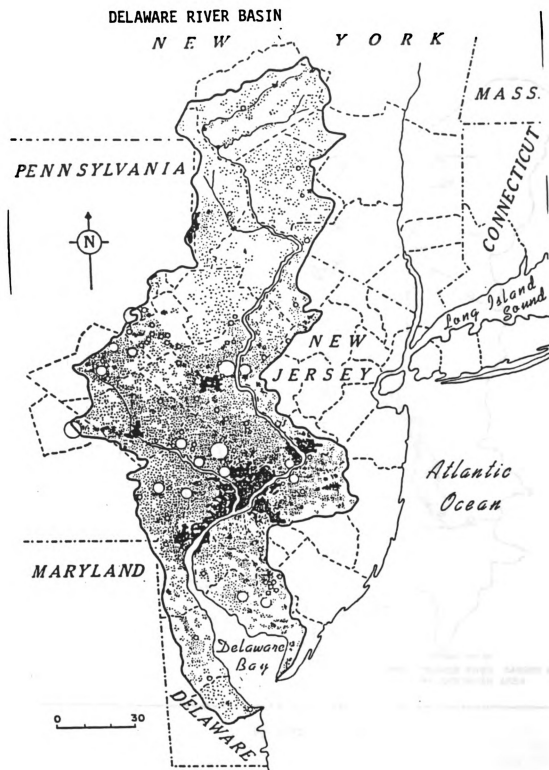 DELAWARE RIVER BASIN
NEW YORK
MASS.
PENNSYLVANIA
CONNECTICUT
N
Long Island
Sound
NEW
JERSEY
Atlantic
Ocean
MARYLAND
Delaware
Bay
DELAWARE
0 30